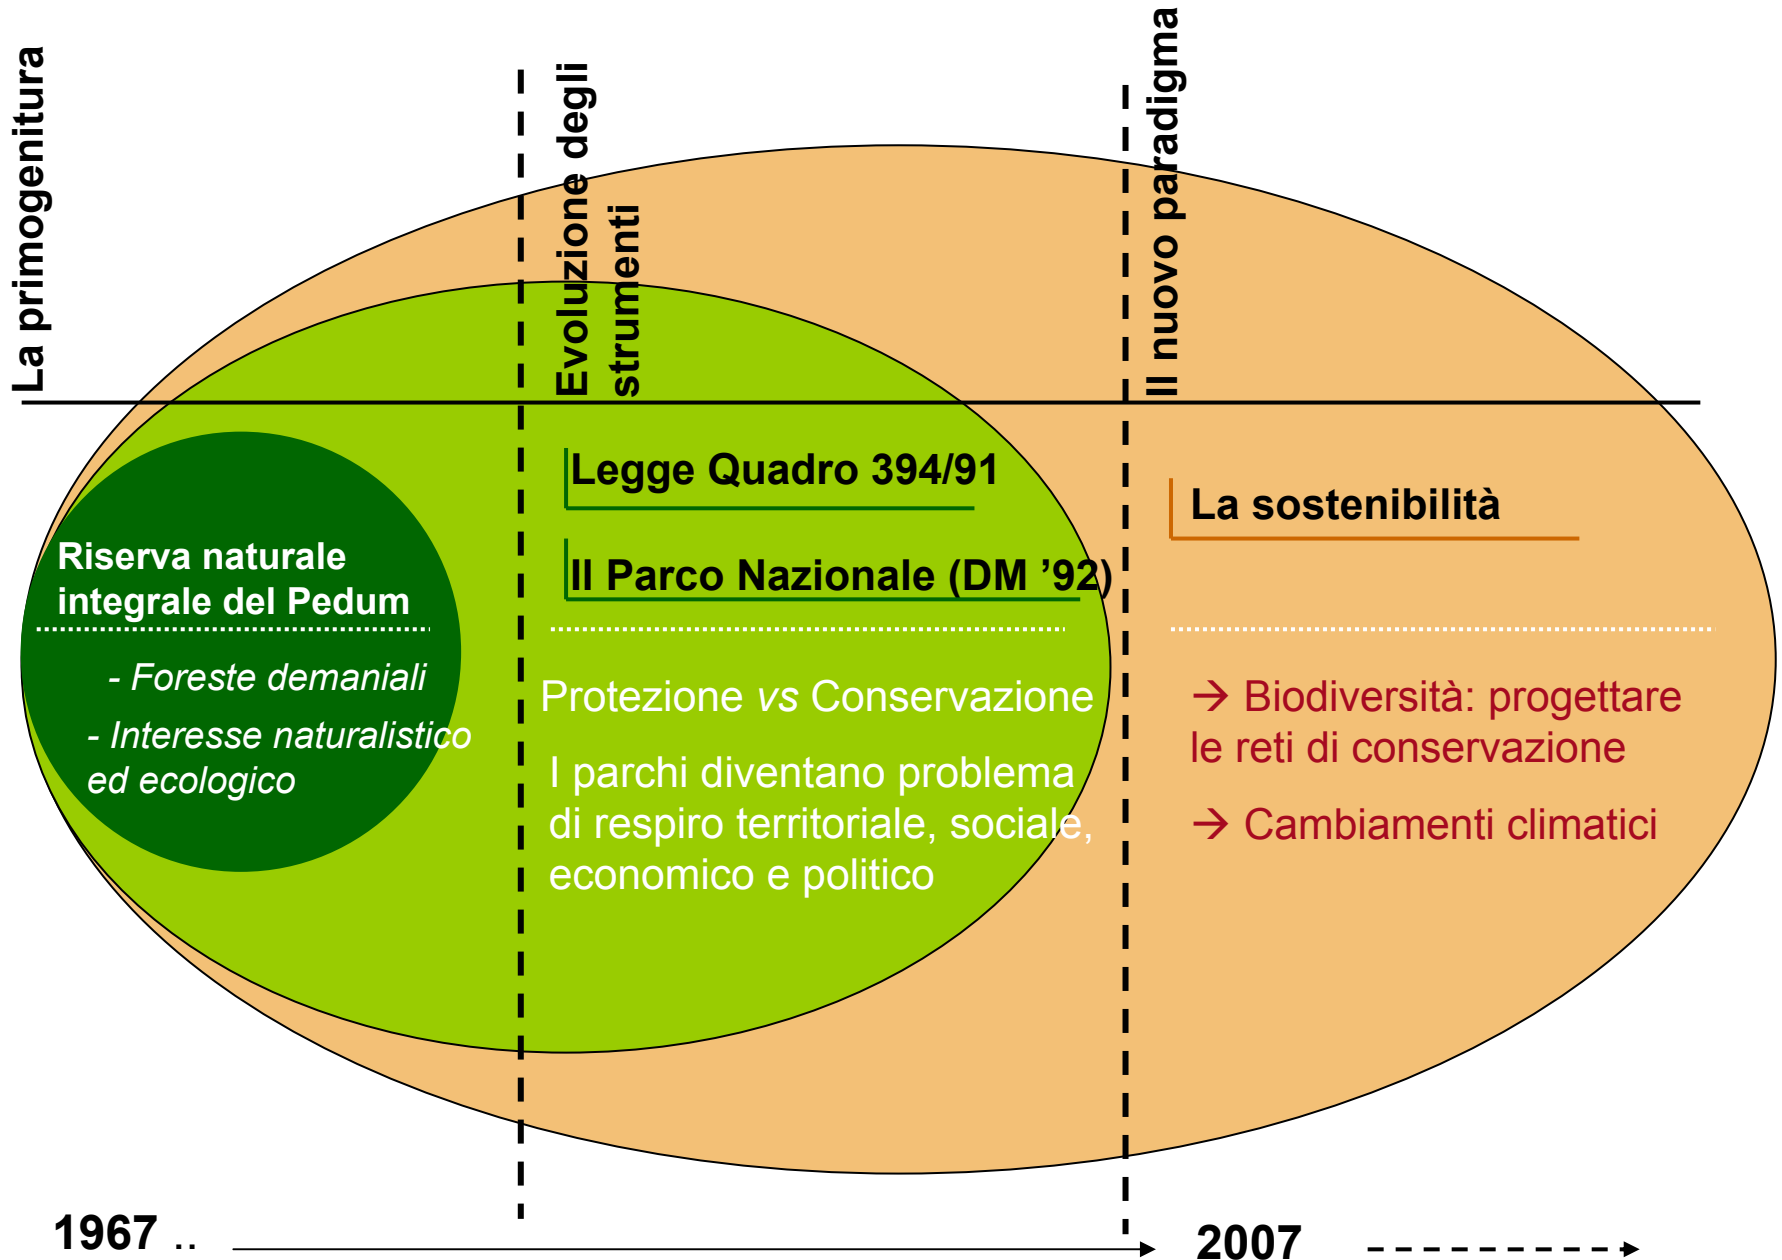 La primogenitura
Evoluzione degli
strumenti
Il nuovo paradigma
Riserva naturale
integrale del Pedum
- Foreste demaniali
- Interesse naturalistico
ed ecologico
Legge Quadro 394/91
Il Parco Nazionale (DM ’92)
Protezione vs Conservazione
I parchi diventano problema
di respiro territoriale, sociale,
economico e politico
La sostenibilità
→ Biodiversità: progettare
le reti di conservazione
→ Cambiamenti climatici
1967 ..
2007